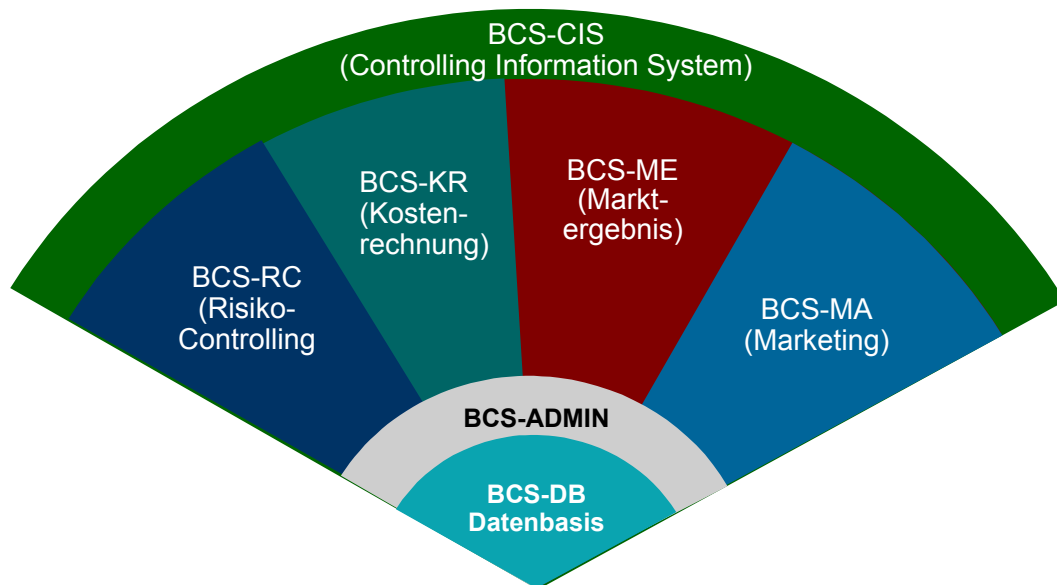 BCS-CIS
(Controlling Information System)
BCS-RC
(Risiko-
Controlling
BCS-KR
(Kosten-
rechnung)
BCS-ME
(Markt-
ergebnis)
BCS-MA
(Marketing)
BCS-ADMIN
BCS-DB
Datenbasis